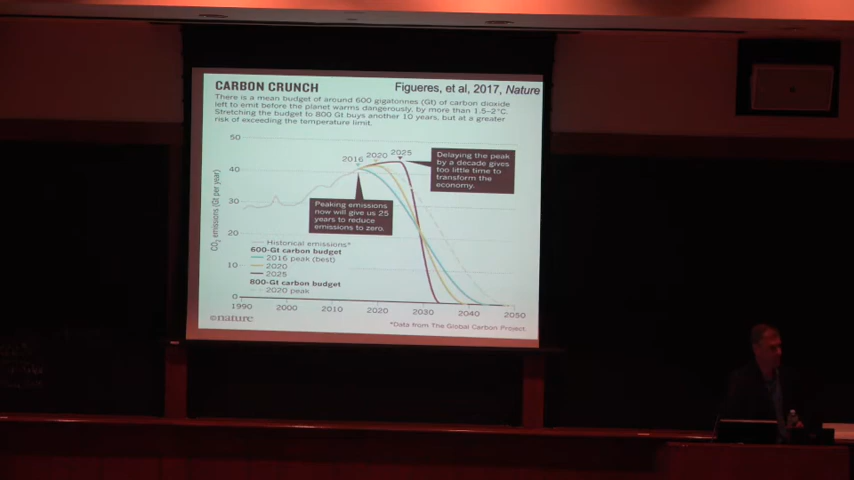 CARBON CRUNCH
Figueres, et al, 2017, Nature
There is a mean budget of around 600 gigatonnes (Gt) of carbon dioxide
left to emit before the planet warms dangerously, by more than 1.5–2°C.
Stretching the budget to 800 Gt buys another 10 years, but at a greater
risk of exceeding the temperature limit.
50
40
30
20
10
0
CO2 emissions (Gt per year)
2016
2020
2025
Delaying the peak
by a decade gives
too little time to
transform the
economy.
Peaking emissions
now will give us 25
years to reduce
emissions to zero.
Historical emissions*
600-Gt carbon budget
2016 peak (best)
2020
2025
800-Gt carbon budget
2020 peak
1990
2000
2010
2020
2030
2040
2050
©nature
*Data from The Global Carbon Project.